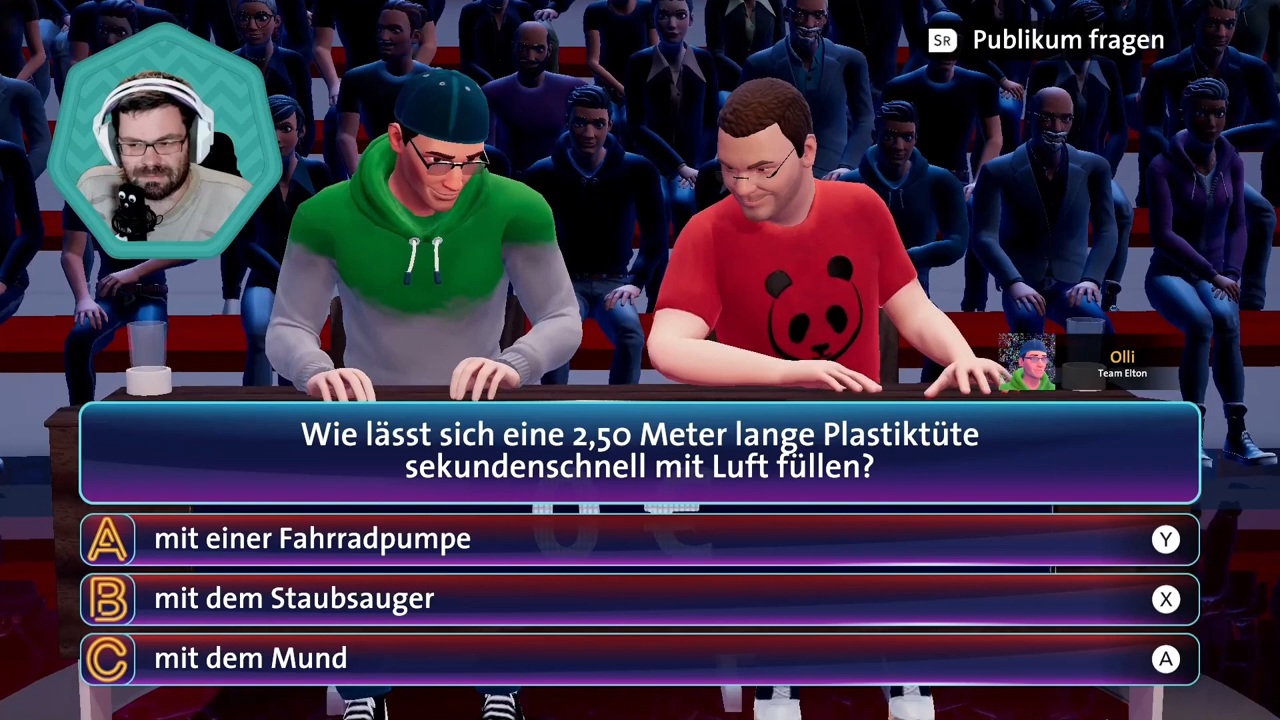 SR Publikum fragen
Olli
Team Elton
Wie lässt sich eine 2,50 Meter lange Plastiktüte
sekundenschnell mit Luft füllen?
A mit einer Fahrradpumpe Y
B mit dem Staubsauger X
C mit dem Mund A